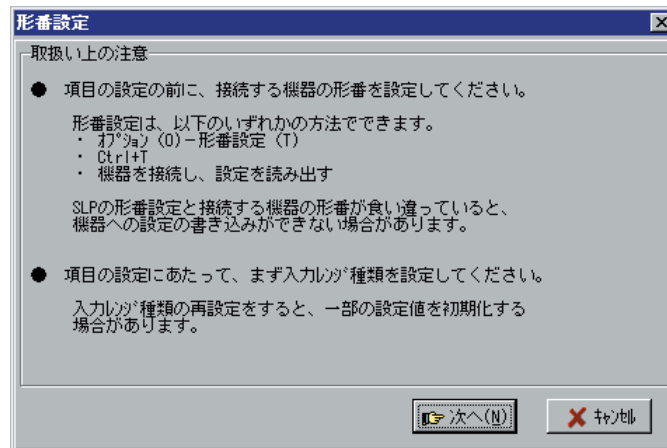 形番設定
取扱い上の注意
● 項目の設定の前に、接続する機器の形番を設定してください。
形番設定は、以下のいずれかの方法でできます。
・ ｵﾌﾟｼｮﾝ (O)－形番設定 (T)
・ Ctrl+T
・ 機器を接続し、設定を読み出す
SLPの形番設定と接続する機器の形番が食い違っていると、
機器への設定の書き込みができない場合があります。
● 項目の設定にあたって、まず入力ﾚﾝｼﾞ種類を設定してください。
入力ﾚﾝｼﾞ種類の再設定をすると、一部の設定値を初期化する
場合があります。
次へ(N) ｷｬﾝｾﾙ